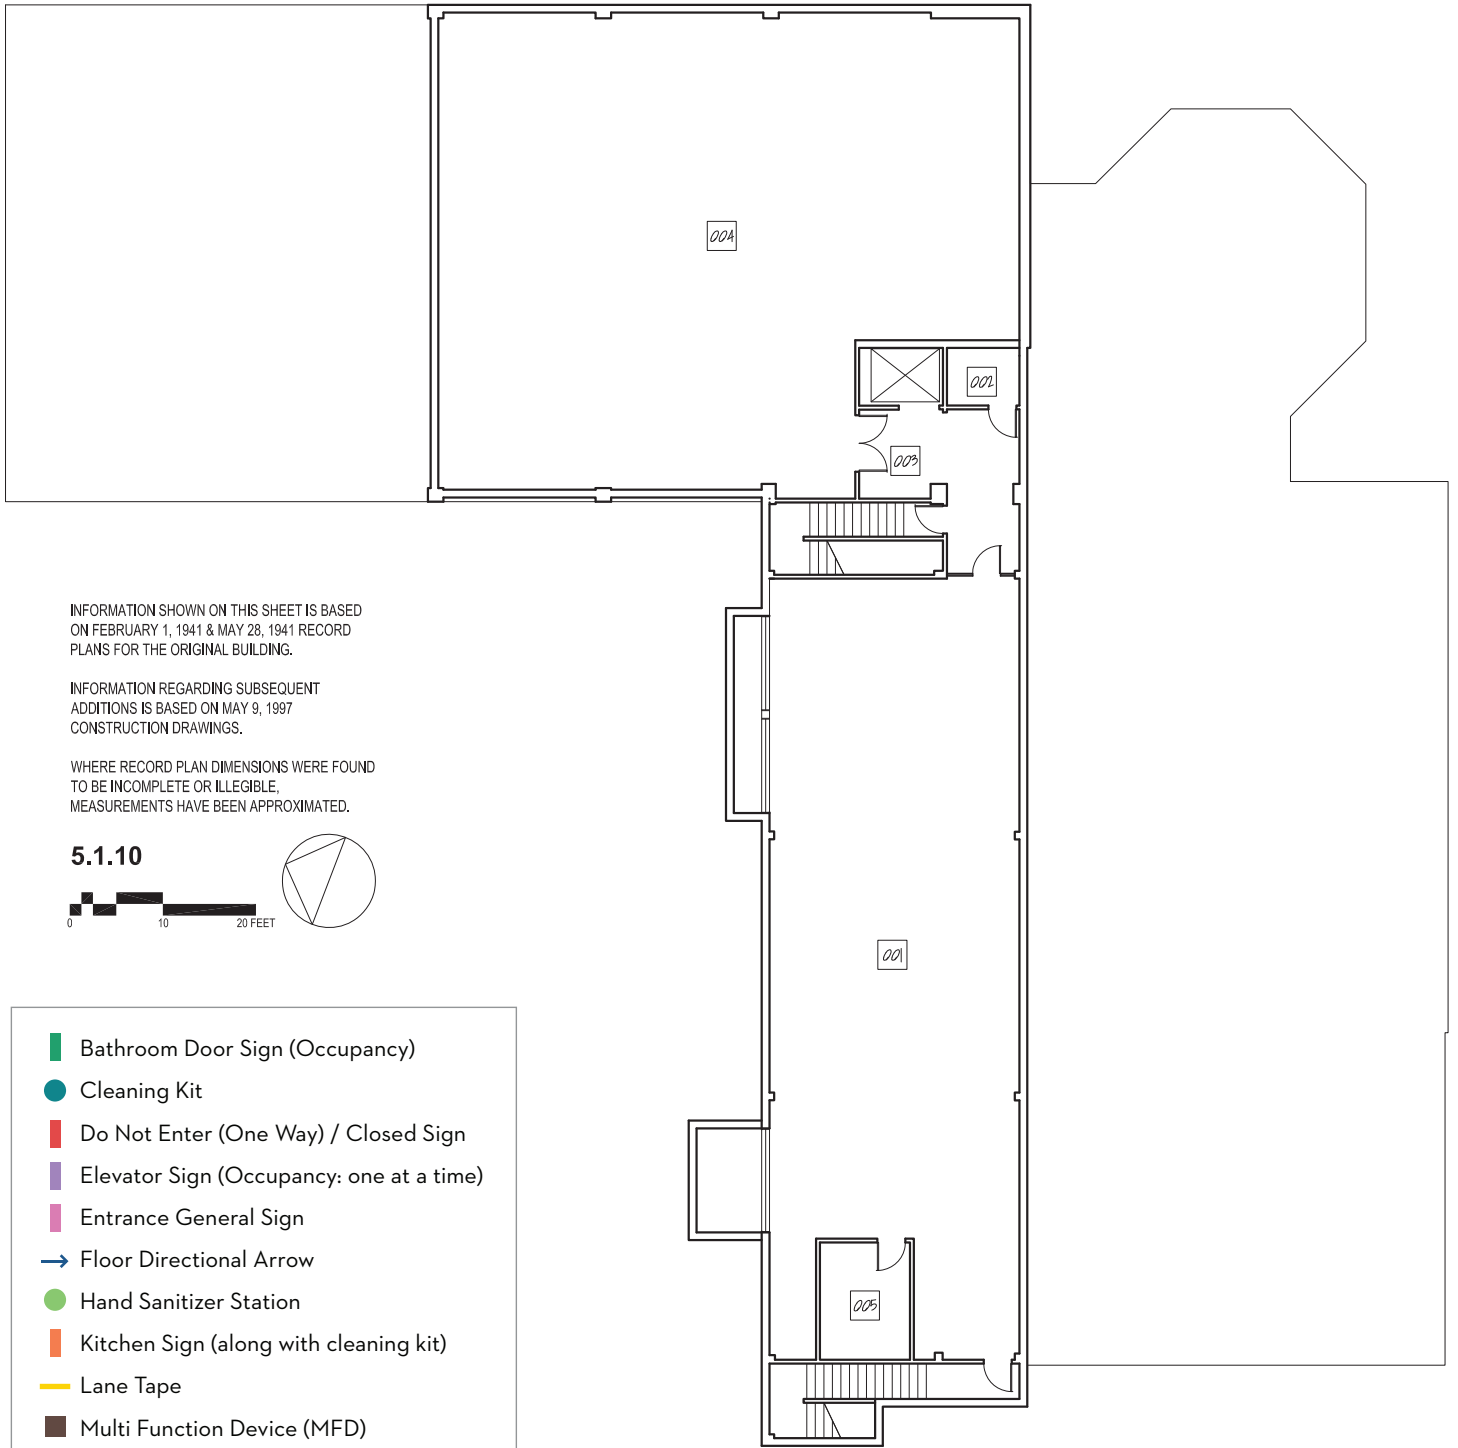 004
002
003
INFORMATION SHOWN ON THIS SHEET IS BASED
ON FEBRUARY 1, 1941 & MAY 28, 1941 RECORD
PLANS FOR THE ORIGINAL BUILDING.
INFORMATION REGARDING SUBSEQUENT
ADDITIONS IS BASED ON MAY 9, 1997
CONSTRUCTION DRAWINGS.
WHERE RECORD PLAN DIMENSIONS WERE FOUND
TO BE INCOMPLETE OR ILLEGIBLE,
MEASUREMENTS HAVE BEEN APPROXIMATED.
5.1.10
0 10 20 FEET
001
005
Bathroom Door Sign (Occupancy)
Cleaning Kit
Do Not Enter (One Way) / Closed Sign
Elevator Sign (Occupancy: one at a time)
Entrance General Sign
Floor Directional Arrow
Hand Sanitizer Station
Kitchen Sign (along with cleaning kit)
Lane Tape
Multi Function Device (MFD)